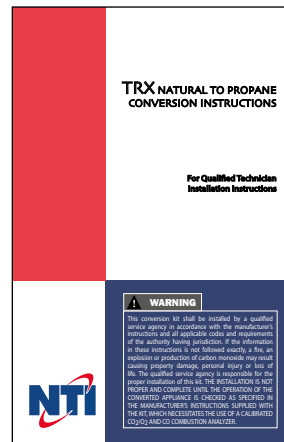 TRX NATURAL TO PROPANE
CONVERSION INSTRUCTIONS
For Qualified Technician
Installation Instructions
WARNING
This conversion kit shall be installed by a qualified
service agency in accordance with the manufacturer's
instructions and all applicable codes and requirements
of the authority having jurisdiction. If the information
in these instructions is not followed exactly, a fire, an
explosion or production of carbon monoxide may result
causing property damage, personal injury or loss of
life. The qualified service agency is responsible for the
proper installation of this kit. THE INSTALLATION IS NOT
PROPER AND COMPLETE UNTIL THE OPERATION OF THE
CONVERTED APPLIANCE IS CHECKED AS SPECIFIED IN
THE MANUFACTURER'S INSTRUCTIONS SUPPLIED WITH
THE KIT, WHICH NECESSITATES THE USE OF A CALIBRATED
CO2/O2 AND CO COMBUSTION ANALYZER.
NTI